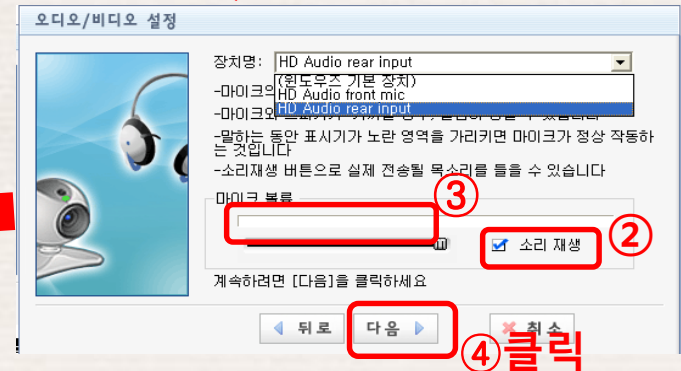 오디오/비디오 설정
장치명: HD Audio rear input
(윈도우즈 기본 장치)
-마이크의
HD Audio front mic
HD Audio rear input
-마이크와
-말하는 동안 표시기가 노란 영역을 가리키면 마이크가 정상 작동하
는 것입니다
-소리재생 버튼으로 실제 전송될 목소리를 들을 수 있습니다
마이크 볼륨
③
소리 재생 ②
계속하려면 [다음]을 클릭하세요
뒤로 다음 취소
④클릭